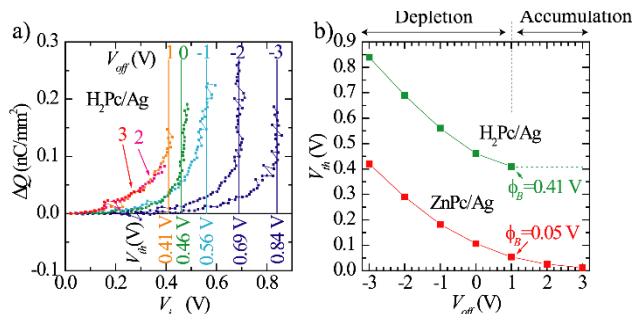 a)
0.3
0.2
0.1
0.0
-0.1
ΔQ (nC/mm²)
V_off (V)
1 0 -1 -2 -3
H₂Pc/Ag
3
2
V_th (V)
0.41 V
0.46 V
0.56 V
0.69 V
0.84 V
0.0 0.2 0.4 0.6 0.8
V_i (V)
b)
Depletion
Accumulation
0.9
0.8
0.7
0.6
0.5
0.4
0.3
0.2
0.1
0.0
V_th (V)
H₂Pc/Ag
ϕ_B=0.41 V
ZnPc/Ag
ϕ_B=0.05 V
-3 -2 -1 0 1 2 3
V_off (V)